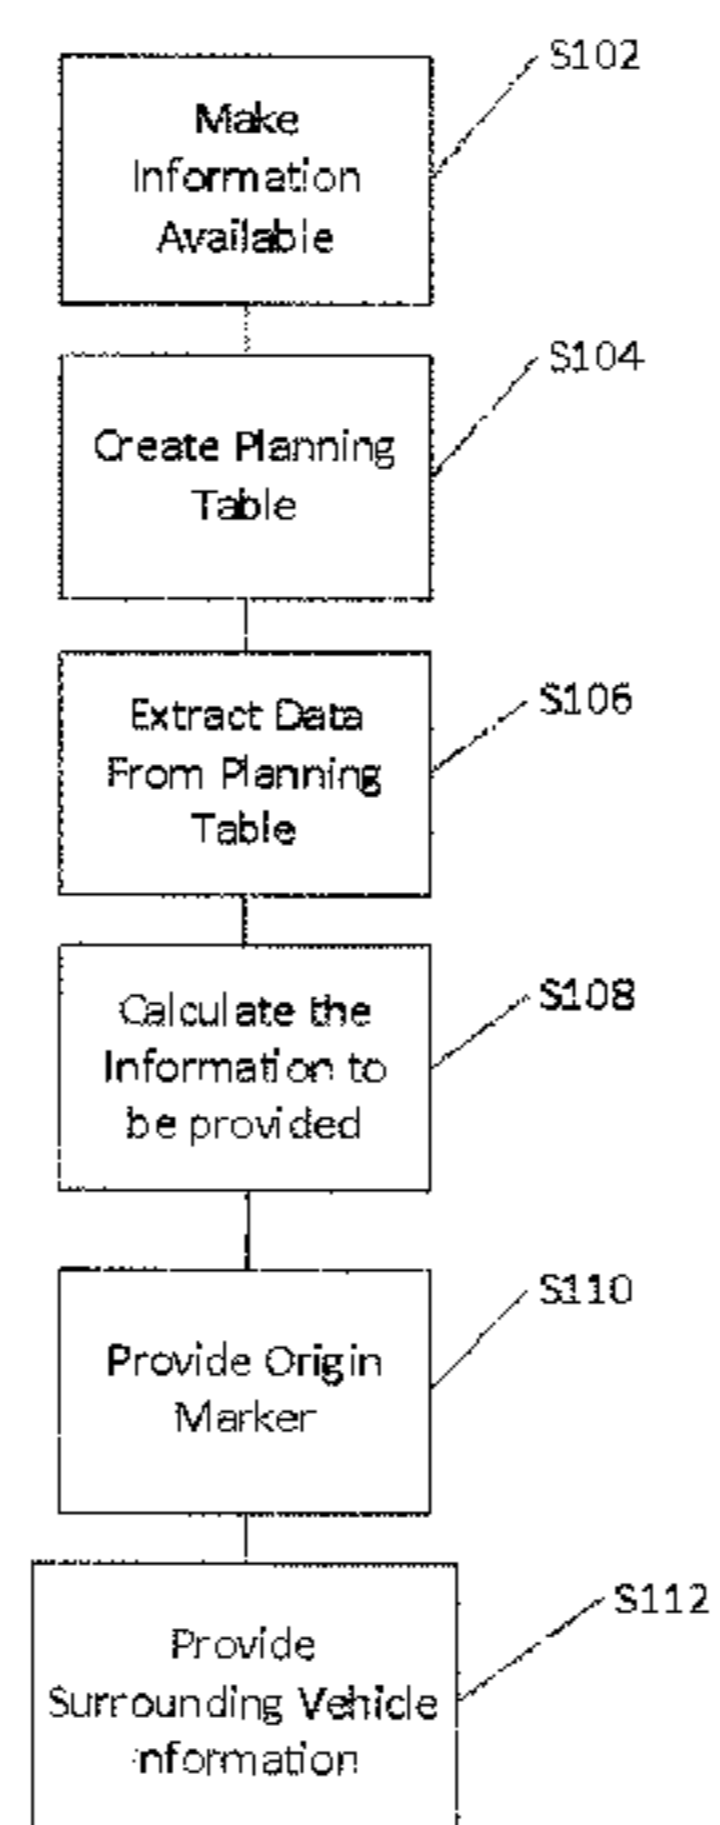 S102
Make
Information
Available
S104
Create Planning
Table
S106
Extract Data
From Planning
Table
S108
Calculate the
Information to
be provided
S110
Provide Origin
Marker
S112
Provide
Surrounding Vehicle
Information